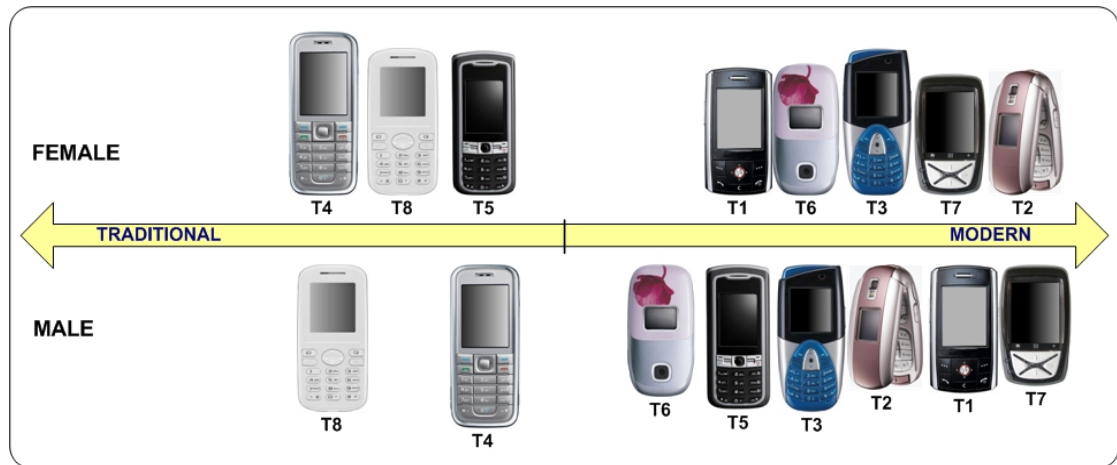 FEMALE
T4 T8 T5 T1 T6 T3 T7 T2
TRADITIONAL MODERN
MALE
T8 T4 T6 T5 T3 T2 T1 T7